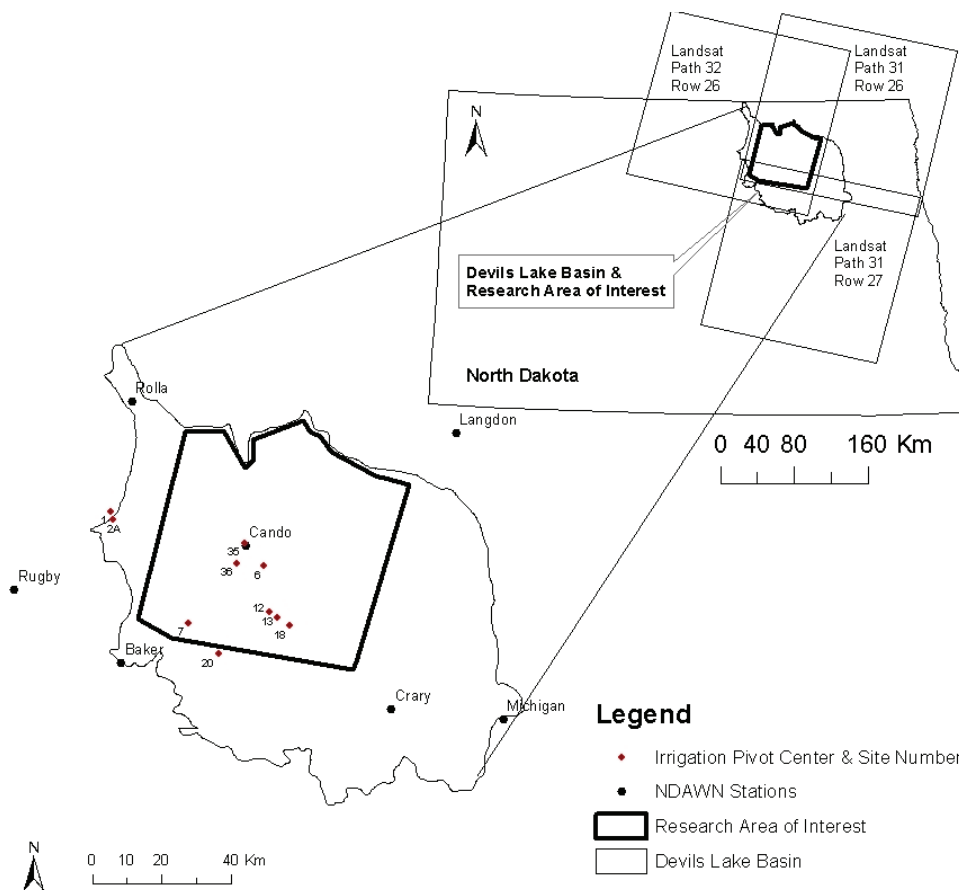 Landsat
Path 32
Row 26
Landsat
Path 31
Row 26
N
Landsat
Path 31
Row 27
Devils Lake Basin &
Research Area of Interest
North Dakota
0 40 80 160 Km
Rolla
Langdon
1
2A
Cando
35
36
6
Rugby
12
13
18
7
Baker
20
Crary
Michigan
Legend
Irrigation Pivot Center & Site Number
NDAWN Stations
Research Area of Interest
Devils Lake Basin
N
0 10 20 40 Km